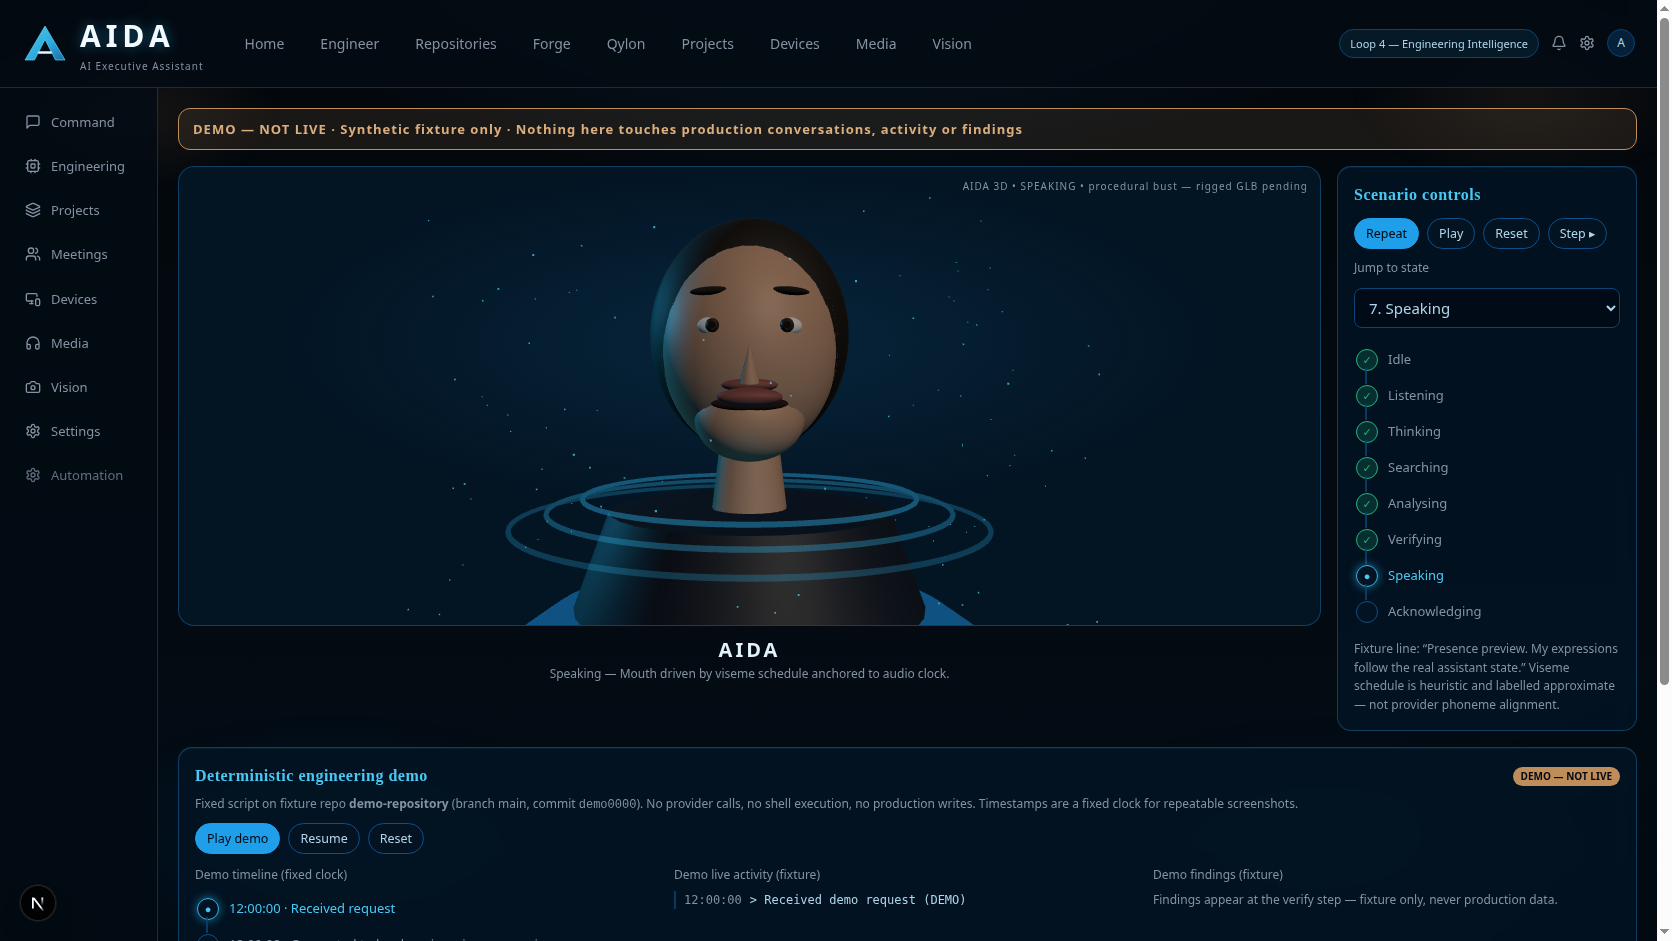 AIDA
AI Executive Assistant
Home
Engineer
Repositories
Forge
Qylon
Projects
Devices
Media
Vision
Loop 4 — Engineering Intelligence
A
Command
Engineering
Projects
Meetings
Devices
Media
Vision
Settings
Automation
DEMO — NOT LIVE · Synthetic fixture only · Nothing here touches production conversations, activity or findings
AIDA 3D • SPEAKING • procedural bust — rigged GLB pending
AIDA
Speaking — Mouth driven by viseme schedule anchored to audio clock.
Scenario controls
Repeat
Play
Reset
Step ▸
Jump to state
7. Speaking
Idle
Listening
Thinking
Searching
Analysing
Verifying
Speaking
Acknowledging
Fixture line: “Presence preview. My expressions
follow the real assistant state.” Viseme
schedule is heuristic and labelled approximate
— not provider phoneme alignment.
Deterministic engineering demo
DEMO — NOT LIVE
Fixed script on fixture repo demo-repository (branch main, commit demo0000). No provider calls, no shell execution, no production writes. Timestamps are a fixed clock for repeatable screenshots.
Play demo
Resume
Reset
Demo timeline (fixed clock)
12:00:00 · Received request
Demo live activity (fixture)
12:00:00 > Received demo request (DEMO)
Demo findings (fixture)
Findings appear at the verify step — fixture only, never production data.
N